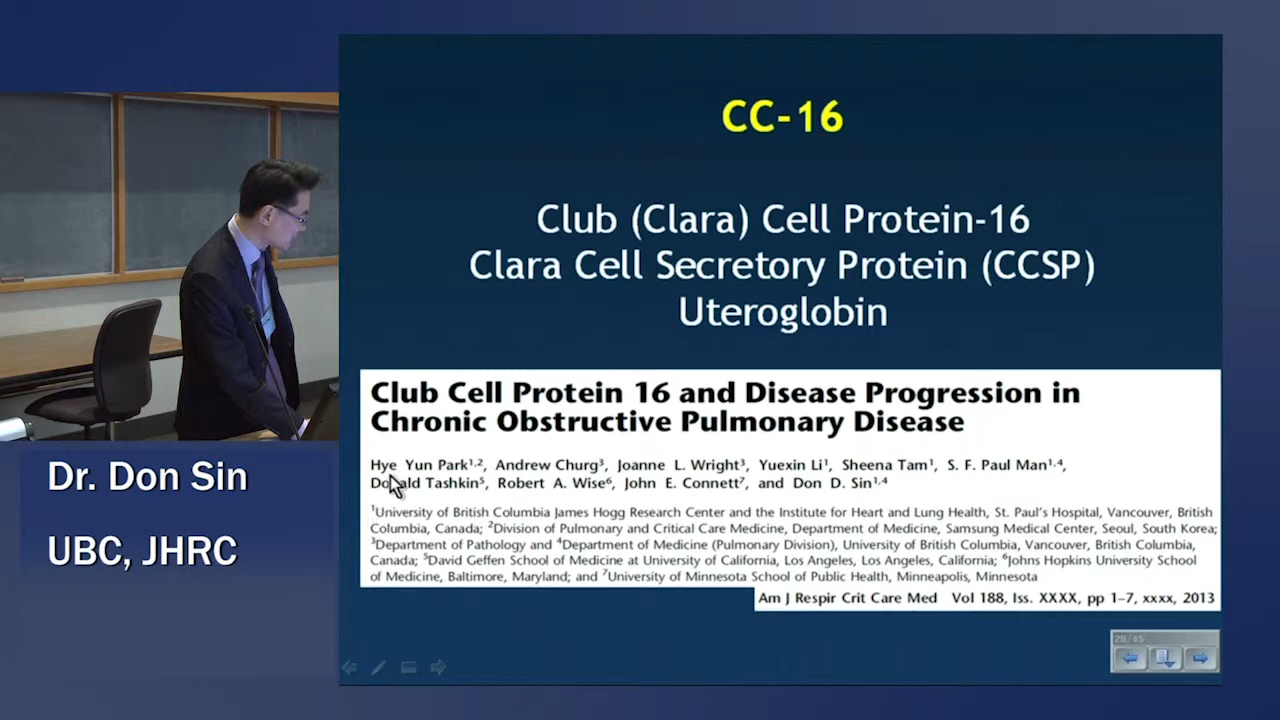 CC-16
Club (Clara) Cell Protein-16
Clara Cell Secretory Protein (CCSP)
Uteroglobin
Club Cell Protein 16 and Disease Progression in
Chronic Obstructive Pulmonary Disease
Hye Yun Park1,2, Andrew Churg3, Joanne L. Wright3, Yuexin Li1, Sheena Tam1, S. F. Paul Man1,4,
Donald Tashkin5, Robert A. Wise6, John E. Connett7, and Don D. Sin1,4
1University of British Columbia James Hogg Research Center and the Institute for Heart and Lung Health, St. Paul's Hospital, Vancouver, British
Columbia, Canada; 2Division of Pulmonary and Critical Care Medicine, Department of Medicine, Samsung Medical Center, Seoul, South Korea;
3Department of Pathology and 4Department of Medicine (Pulmonary Division), University of British Columbia, Vancouver, British Columbia,
Canada; 5David Geffen School of Medicine at University of California, Los Angeles, Los Angeles, California; 6Johns Hopkins University School
of Medicine, Baltimore, Maryland; and 7University of Minnesota School of Public Health, Minneapolis, Minnesota
Am J Respir Crit Care Med Vol 188, Iss. XXXX, pp 1–7, xxxx, 2013
28/45
Dr. Don Sin
UBC, JHRC